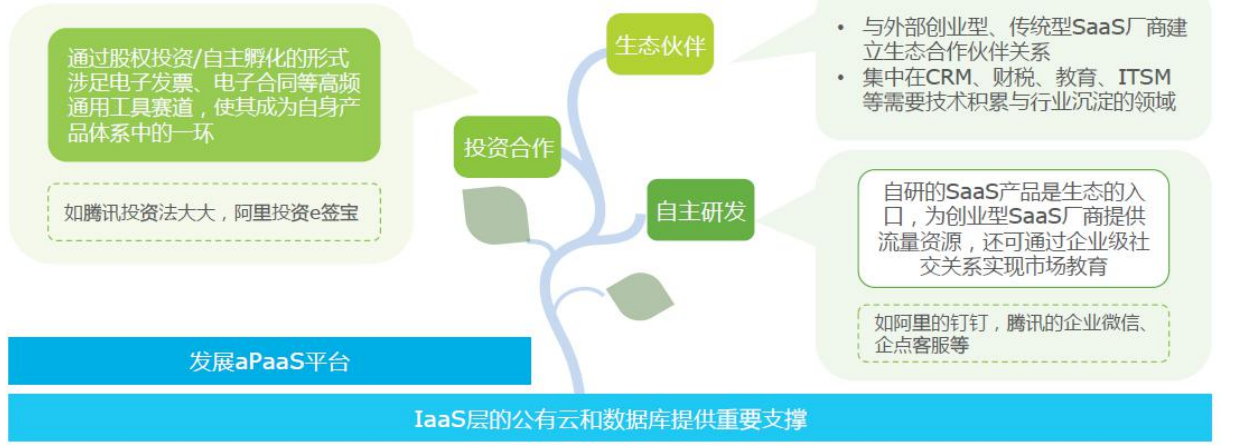 通过股权投资/自主孵化的形式
涉足电子发票、电子合同等高频
通用工具赛道，使其成为自身产
品体系中的一环
如腾讯投资法大大，阿里投资e签宝
生态伙伴
投资合作
自主研发
• 与外部创业型、传统型SaaS厂商建
立生态合作伙伴关系
• 集中在CRM、财税、教育、ITSM
等需要技术积累与行业沉淀的领域
自研的SaaS产品是生态的入
口，为创业型SaaS厂商提供
流量资源，还可通过企业级社
交关系实现市场教育
如阿里的钉钉，腾讯的企业微信、
企点客服等
发展aPaaS平台
IaaS层的公有云和数据库提供重要支撑